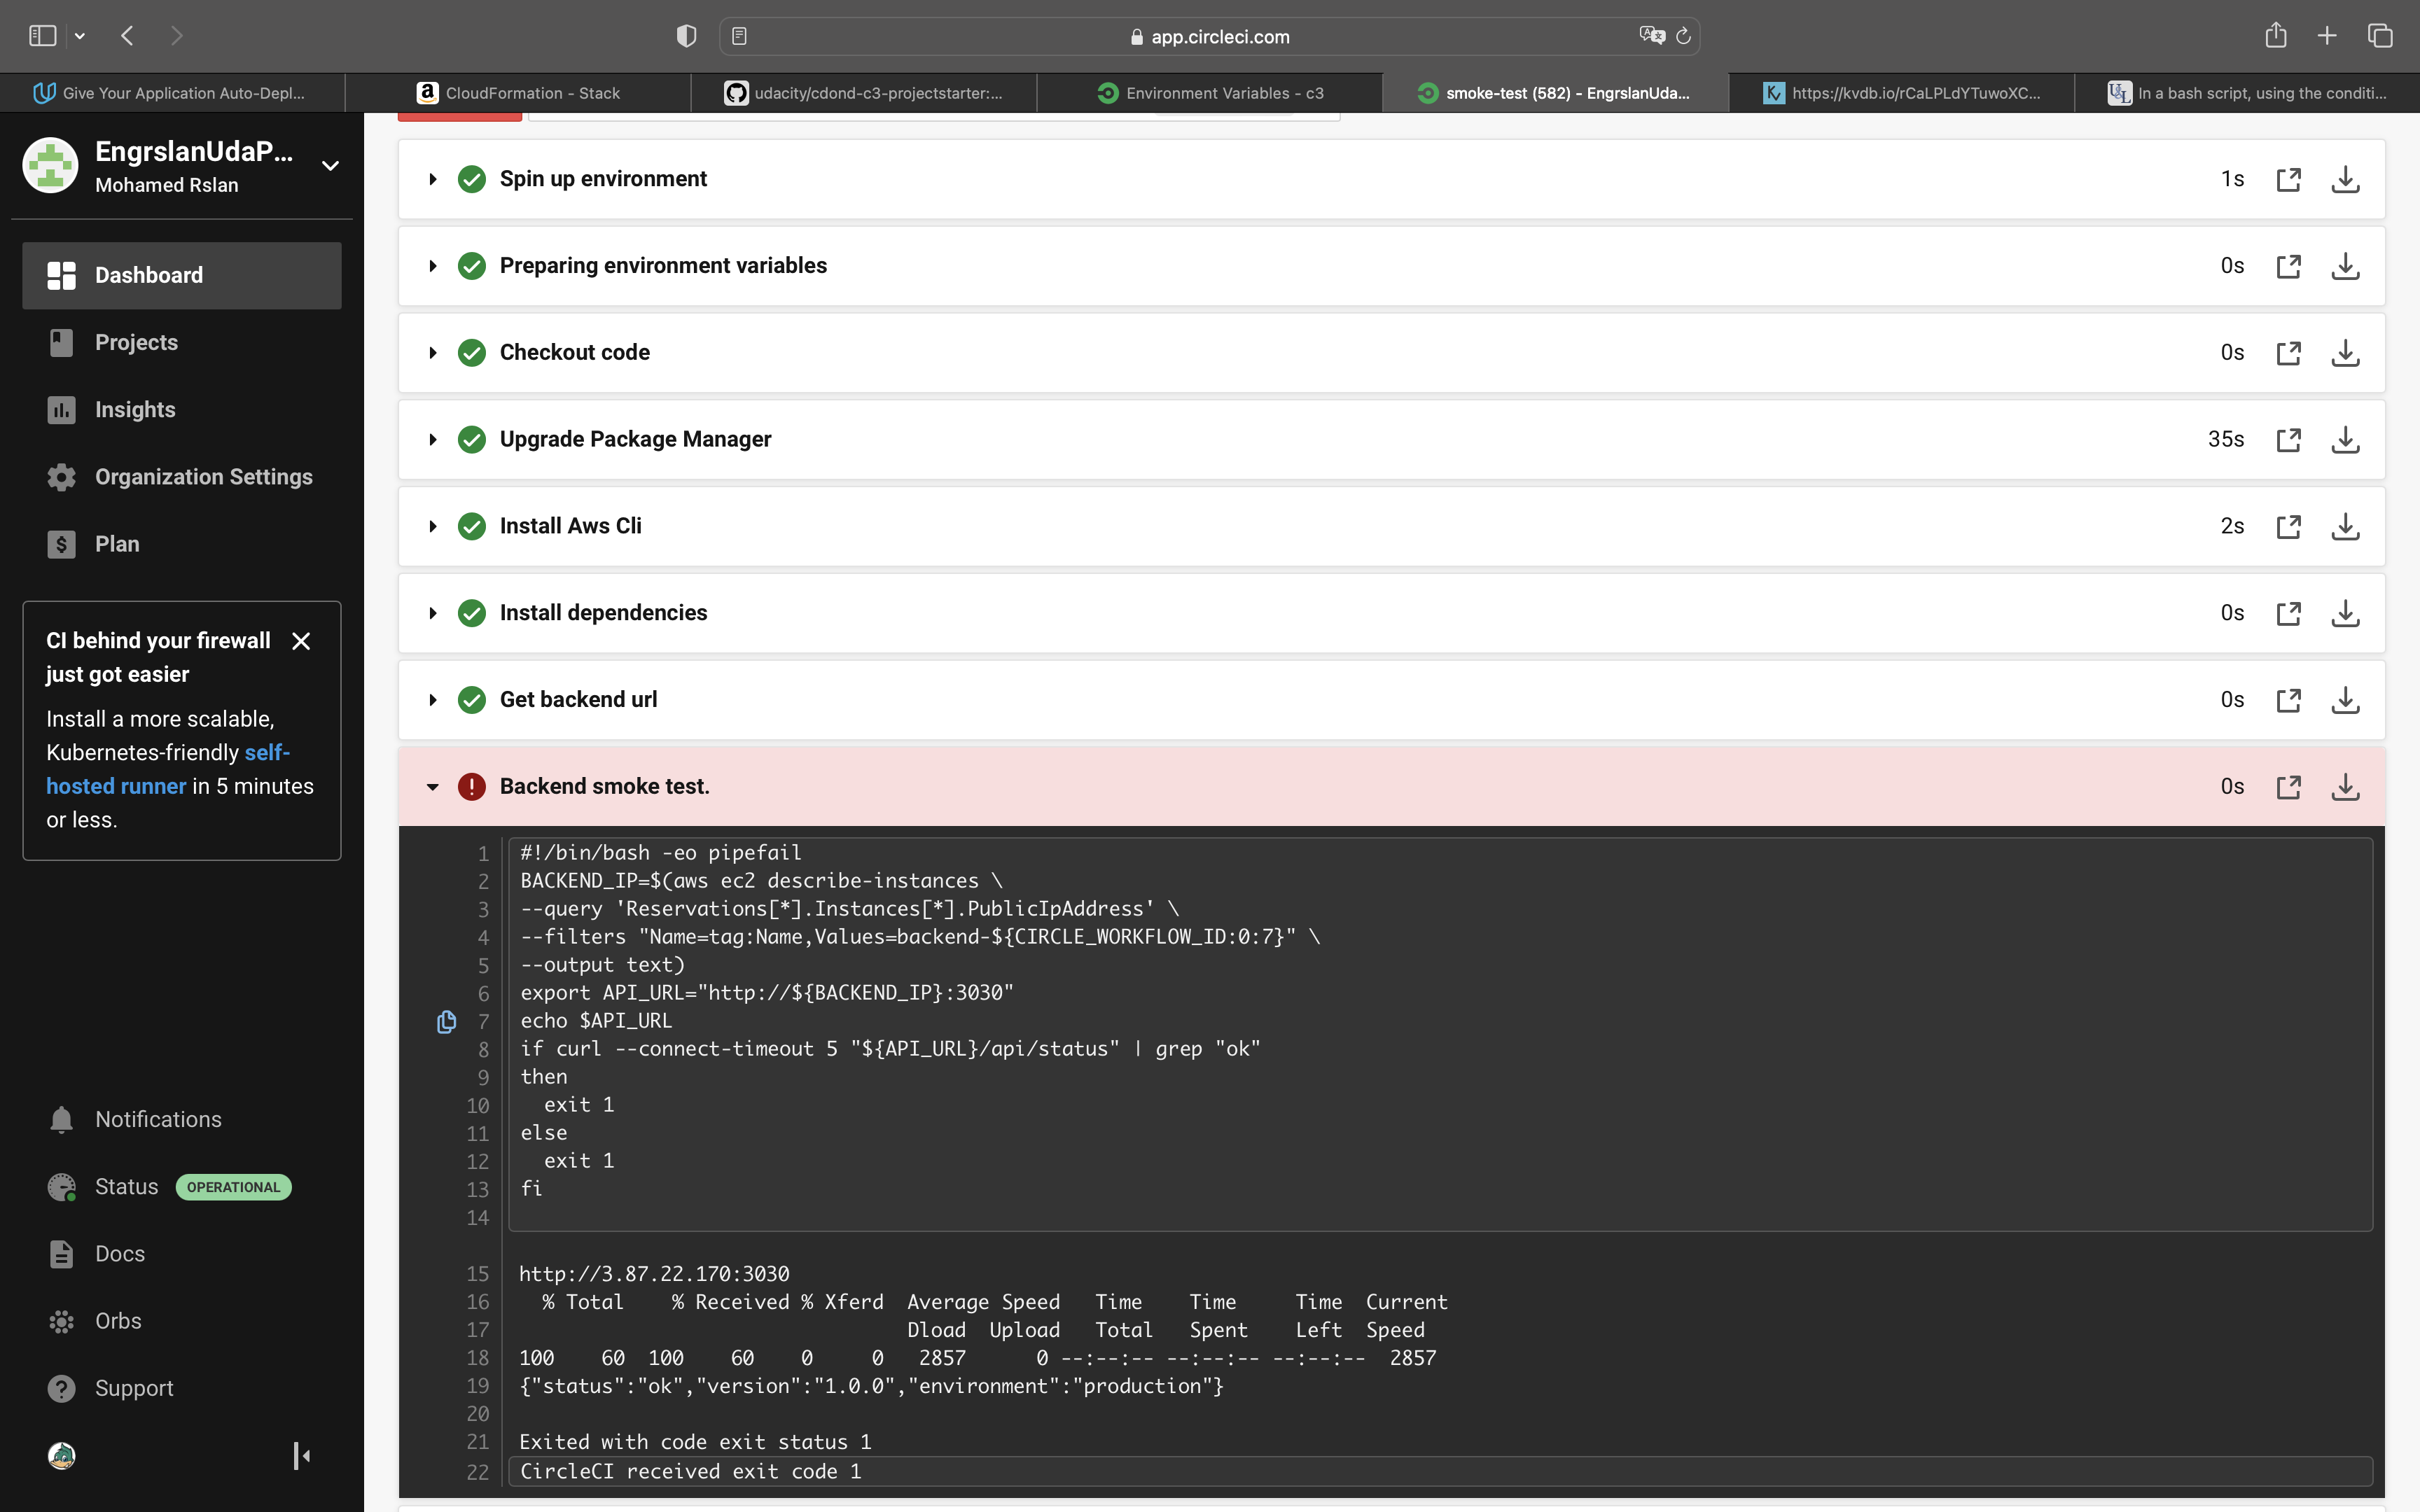 app.circleci.com
Give Your Application Auto-Depl...
CloudFormation - Stack
udacity/cdond-c3-projectstarter:...
Environment Variables - c3
smoke-test (582) - EngrslanUda...
https://kvdb.io/rCaLPLdYTuwoXC...
In a bash script, using the conditi...
EngrslanUdaP...
Mohamed Rslan
Dashboard
Projects
Insights
Organization Settings
Plan
CI behind your firewall
just got easier
Install a more scalable,
Kubernetes-friendly self-
hosted runner in 5 minutes
or less.
Notifications
Status OPERATIONAL
Docs
Orbs
Support
Spin up environment 1s
Preparing environment variables 0s
Checkout code 0s
Upgrade Package Manager 35s
Install Aws Cli 2s
Install dependencies 0s
Get backend url 0s
Backend smoke test. 0s
1 #!/bin/bash -eo pipefail
2 BACKEND_IP=$(aws ec2 describe-instances \
3 --query 'Reservations[*].Instances[*].PublicIpAddress' \
4 --filters "Name=tag:Name,Values=backend-${CIRCLE_WORKFLOW_ID:0:7}" \
5 --output text)
6 export API_URL="http://${BACKEND_IP}:3030"
7 echo $API_URL
8 if curl --connect-timeout 5 "${API_URL}/api/status" | grep "ok"
9 then
10   exit 1
11 else
12   exit 1
13 fi
14
15 http://3.87.22.170:3030
16   % Total    % Received % Xferd  Average Speed   Time    Time     Time  Current
17                                  Dload  Upload   Total   Spent    Left  Speed
18 100    60  100    60    0     0   2857      0 --:--:-- --:--:-- --:--:--  2857
19 {"status":"ok","version":"1.0.0","environment":"production"}
20
21 Exited with code exit status 1
22 CircleCI received exit code 1